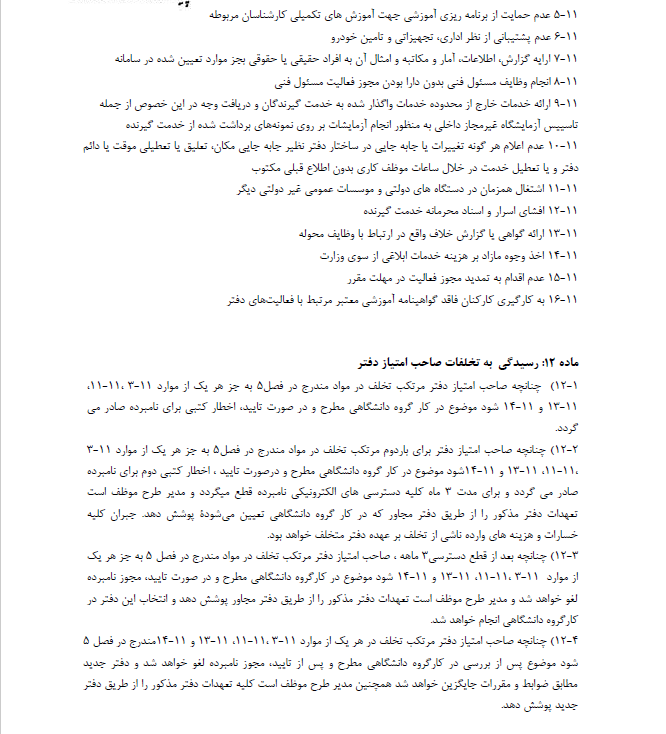 ۱۱-۵ عدم حمایت از برنامه ریزی آموزشی جهت آموزش های تکمیلی کارشناسان مربوطه
۱۱-۶ عدم پشتیبانی از نظر اداری، تجهیزاتی و تامین خودرو
۱۱-۷ ارایه گزارش، اطلاعات، آمار و مکاتبه و امثال آن به افراد حقیقی یا حقوقی بجز موارد تعیین شده در سامانه
۱۱-۸ انجام وظایف مسئول فنی بدون دارا بودن مجوز فعالیت مسئول فنی
۱۱-۹ ارائه خدمات خارج از محدوده خدمات واگذار شده به خدمت گیرندگان و دریافت وجه در این خصوص از جمله
تاسییس آزمایشگاه غیرمجاز داخلی به منظور انجام آزمایشات بر روی نمونه‌های برداشت شده از خدمت گیرنده
۱۱-۱۰ عدم اعلام هر گونه تغییرات یا جابه جایی در ساختار دفتر نظیر جابه جایی مکان، تعلیق یا تعطیلی موقت یا دائم
دفتر و یا تعطیل خدمت در خلال ساعات موظف کاری بدون اطلاع قبلی مکتوب
۱۱-۱۱ اشتغال همزمان در دستگاه های دولتی و موسسات عمومی غیر دولتی دیگر
۱۱-۱۲ افشای اسرار و اسناد محرمانه خدمت گیرنده
۱۱-۱۳ ارائه گواهی یا گزارش خلاف واقع در ارتباط با وظایف محوله
۱۱-۱۴ اخذ وجوه مازاد بر هزینه خدمات ابلاغی از سوی وزارت
۱۱-۱۵ عدم اقدام به تمدید مجوز فعالیت در مهلت مقرر
۱۱-۱۶ به کارگیری کارکنان فاقد گواهینامه آموزشی معتبر مرتبط با فعالیت‌های دفتر
ماده ۱۲: رسیدگی به تخلفات صاحب امتیاز دفتر
۱۲-۱) چنانچه صاحب امتیاز دفتر مرتکب تخلف در مواد مندرج در فصل۵ به جز هر یک از موارد ۱۱-۳ ،۱۱-۱۱،
۱۱-۱۳ و ۱۱-۱۴ شود موضوع در کار گروه دانشگاهی مطرح و در صورت تایید، اخطار کتبی برای نامبرده صادر می
گردد.
۱۲-۲) چنانچه صاحب امتیاز دفتر برای باردوم مرتکب تخلف در مواد مندرج در فصل۵ به جز هر یک از موارد ۱۱-۳
،۱۱-۱۱، ۱۱-۱۳ و ۱۱-۱۴شود موضوع در کار گروه دانشگاهی مطرح و درصورت تایید ، اخطار کتبی دوم برای نامبرده
صادر می گردد و برای مدت ۳ ماه کلیه دسترسی های الکترونیکی نامبرده قطع میگردد و مدیر طرح موظف است
تعهدات دفتر مذکور را از طریق دفتر مجاور که در کار گروه دانشگاهی تعیین می‌شودۀ پوشش دهد. جبران کلیه
خسارات و هزینه های وارده ناشی از تخلف بر عهده دفتر متخلف خواهد بود.
۱۲-۳) چنانچه بعد از قطع دسترسی۳ ماهه ، صاحب امتیاز دفتر مرتکب تخلف در مواد مندرج در فصل ۵ به جز هر یک
از موارد ۱۱-۳ ،۱۱-۱۱، ۱۱-۱۳ و ۱۱-۱۴ شود موضوع در کارگروه دانشگاهی مطرح و در صورت تایید، مجوز نامبرده
لغو خواهد شد و مدیر طرح موظف است تعهدات دفتر مذکور را از طریق دفتر مجاور پوشش دهد و انتخاب این دفتر در
کارگروه دانشگاهی انجام خواهد شد.
۱۲-۴) چنانچه صاحب امتیاز دفتر مرتکب تخلف در هر یک از موارد ۱۱-۳ ،۱۱-۱۱، ۱۱-۱۳ و ۱۱-۱۴مندرج در فصل ۵
شود موضوع پس از بررسی در کارگروه دانشگاهی مطرح و پس از تایید، مجوز نامبرده لغو خواهد شد و دفتر جدید
مطابق ضوابط و مقررات جایگزین خواهد شد همچنین مدیر طرح موظف است کلیه تعهدات دفتر مذکور را از طریق دفتر
جدید پوشش دهد.